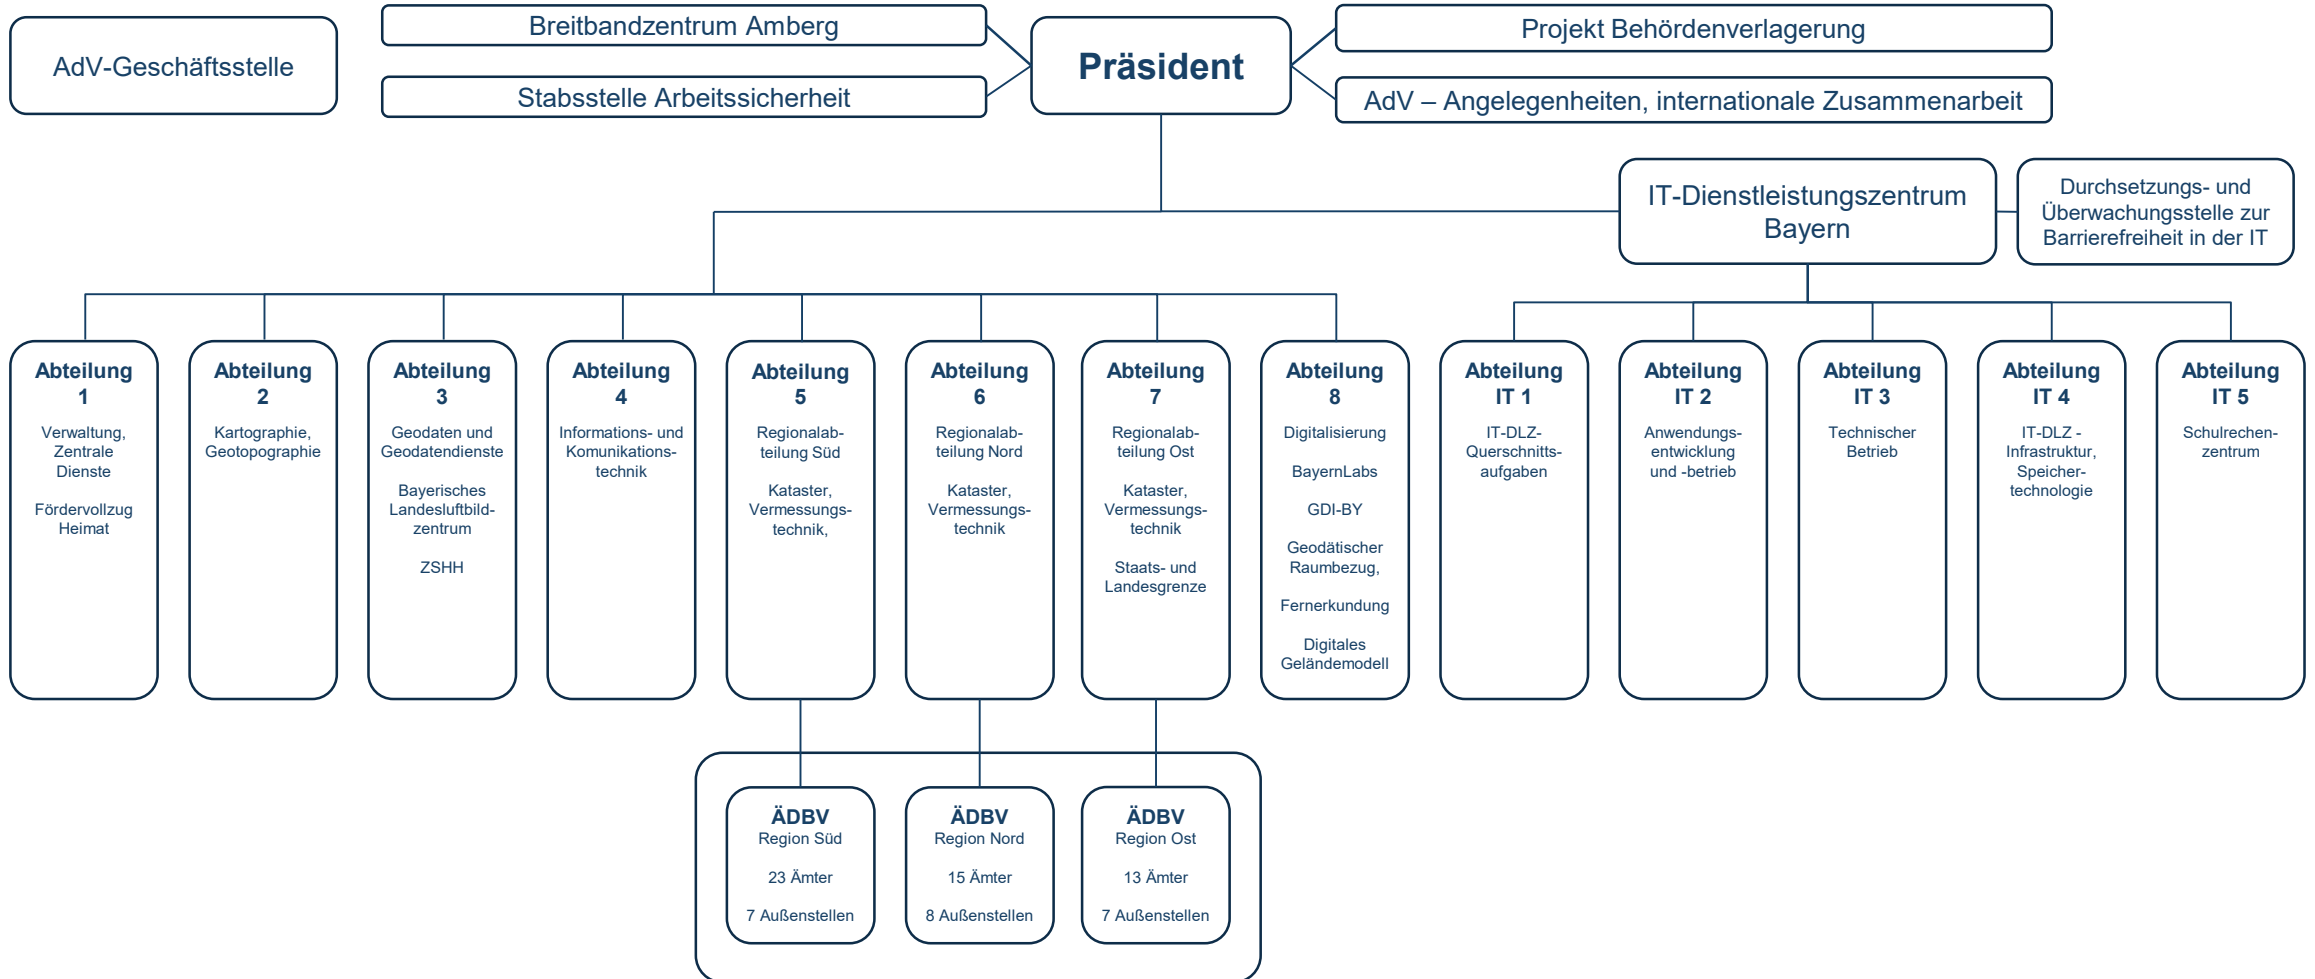 AdV-Geschäftsstelle
Breitbandzentrum Amberg
Stabsstelle Arbeitssicherheit
Präsident
Projekt Behördenverlagerung
AdV – Angelegenheiten, internationale Zusammenarbeit
IT-Dienstleistungszentrum
Bayern
Durchsetzungs- und
Überwachungsstelle zur
Barrierefreiheit in der IT
Abteilung
1
Verwaltung,
Zentrale
Dienste
Fördervollzug
Heimat
Abteilung
2
Kartographie,
Geotopographie
Abteilung
3
Geodaten und
Geodatendienste
Bayerisches
Landesluftbild-
zentrum
ZSHH
Abteilung
4
Informations- und
Komunikations-
technik
Abteilung
5
Regionalab-
teilung Süd
Kataster,
Vermessungs-
technik,
Abteilung
6
Regionalab-
teilung Nord
Kataster,
Vermessungs-
technik
Abteilung
7
Regionalab-
teilung Ost
Kataster,
Vermessungs-
technik
Staats- und
Landesgrenze
Abteilung
8
Digitalisierung
BayernLabs
GDI-BY
Geodätischer
Raumbezug,
Fernerkundung
Digitales
Geländemodell
Abteilung
IT 1
IT-DLZ-
Querschnitts-
aufgaben
Abteilung
IT 2
Anwendungs-
entwicklung
und -betrieb
Abteilung
IT 3
Technischer
Betrieb
Abteilung
IT 4
IT-DLZ -
Infrastruktur,
Speicher-
technologie
Abteilung
IT 5
Schulrechen-
zentrum
ÄDBV
Region Süd
23 Ämter
7 Außenstellen
ÄDBV
Region Nord
15 Ämter
8 Außenstellen
ÄDBV
Region Ost
13 Ämter
7 Außenstellen